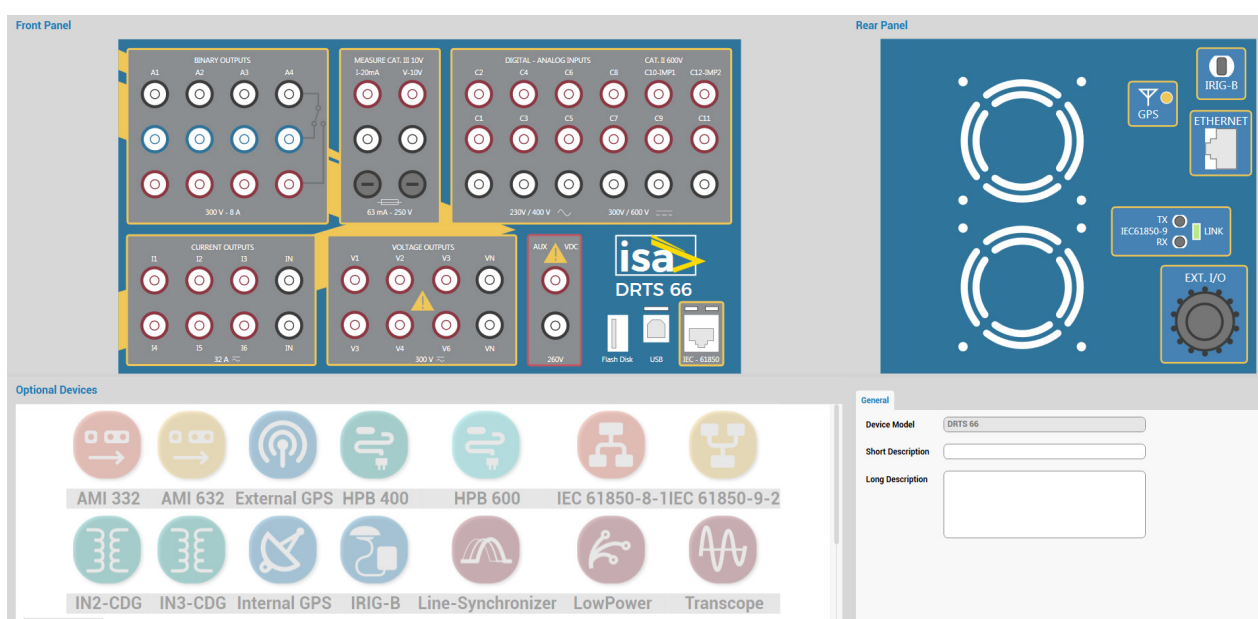 Front Panel
Rear Panel
BINARY OUTPUTS
A1 A2 A3 A4
300 V - 8 A
MEASURE CAT. III 10V
I-20mA V-10V
63 mA - 250 V
DIGITAL - ANALOG INPUTS CAT. II 600V
C2 C4 C6 C8 C10-IMP1 C12-IMP2
C1 C3 C5 C7 C9 C11
230V / 400 V 300V / 600 V
CURRENT OUTPUTS
I1 I2 I3 IN
I4 I5 I6 IN
32 A
VOLTAGE OUTPUTS
V1 V2 V3 VN
V3 V4 V6 VN
300 V
AUX VDC
260V
isa
DRTS 66
Flash Disk USB IEC - 61850
IRIG-B
GPS
ETHERNET
TX
IEC61850-9 LINK
RX
EXT. I/O
Optional Devices
AMI 332 AMI 632 External GPS HPB 400 HPB 600 IEC 61850-8-1 IEC 61850-9-2
IN2-CDG IN3-CDG Internal GPS IRIG-B Line-Synchronizer LowPower Transcope
General
Device Model DRTS 66
Short Description
Long Description